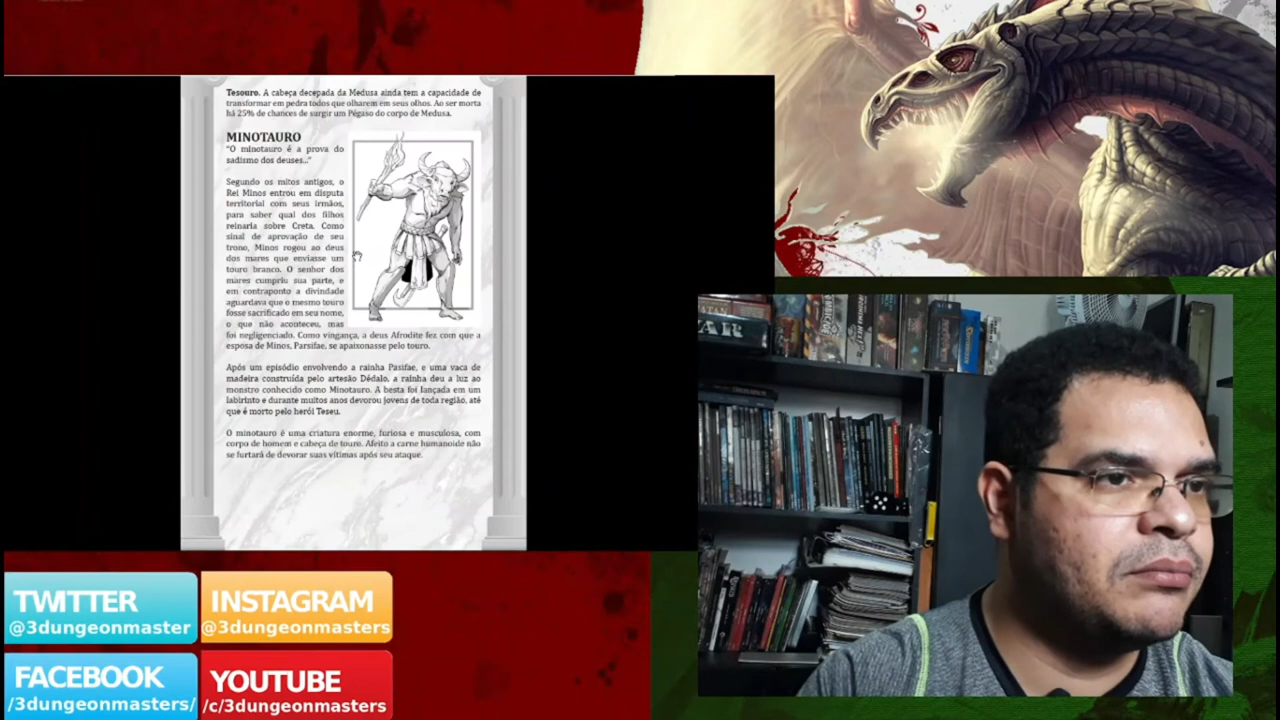 Tesouro. A cabeça decepada da Medusa ainda tem a capacidade de
transformar em pedra todos que olharem em seus olhos. Ao ser morta
há 25% de chances de surgir um Pégaso do corpo de Medusa.
MINOTAURO
"O minotauro é a prova do
sadismo dos deuses..."
Segundo os mitos antigos, o
Rei Minos entrou em disputa
territorial com seus irmãos,
para saber qual dos filhos
reinaria sobre Creta. Como
sinal de aprovação de seu
trono, Minos rogou ao deus
dos mares que enviasse um
touro branco. O senhor dos
mares cumpriu sua parte, e
em contraponto a divindade
aguardava que o mesmo touro
fosse sacrificado em seu nome,
o que não aconteceu, mas
foi negligenciado. Como vingança, a deus Afrodite fez com que a
esposa de Minos, Parsifae, se apaixonasse pelo touro.
Após um episódio envolvendo a rainha Pasifae, e uma vaca de
madeira construída pelo artesão Dédalo, a rainha deu a luz ao
monstro conhecido como Minotauro. A besta foi lançada em um
labirinto e durante muitos anos devorou jovens de toda região, até
que é morto pelo herói Teseu.
O minotauro é uma criatura enorme, furiosa e musculosa, com
corpo de homem e cabeça de touro. Afeito a carne humanoide não
se furtará de devorar suas vítimas após seu ataque.
TWITTER
@3dungeonmaster
INSTAGRAM
@3dungeonmasters
FACEBOOK
/3dungeonmasters/
YOUTUBE
/c/3dungeonmasters